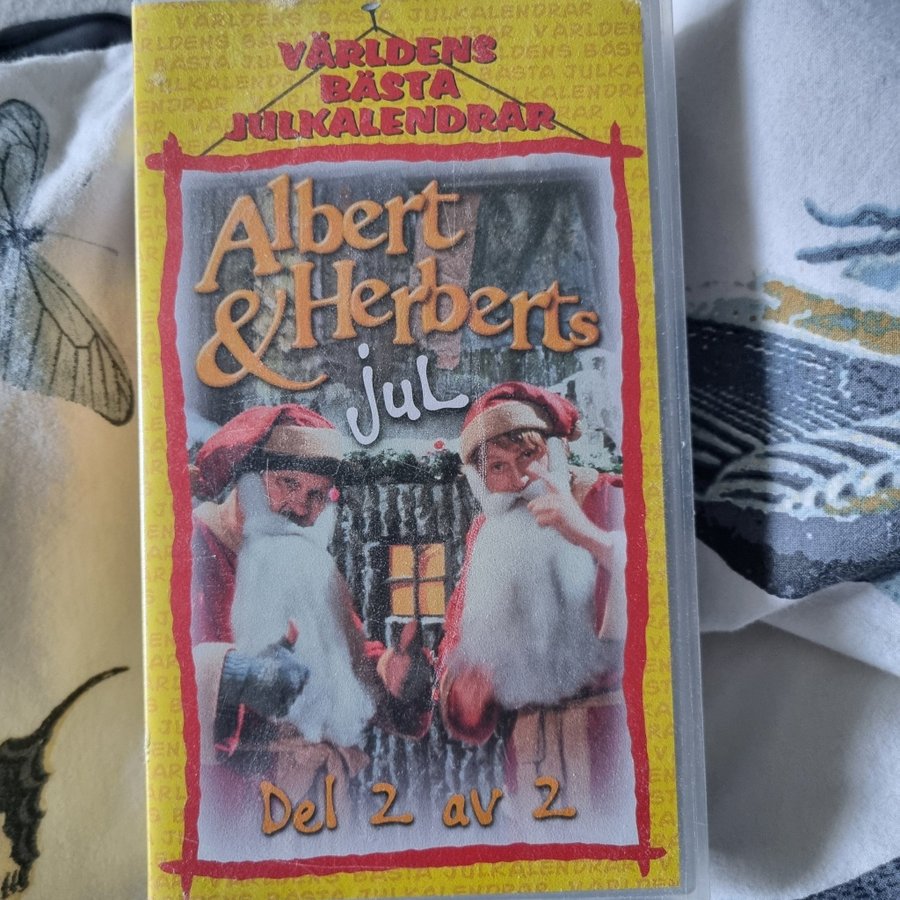 VÄRLDENS
BÄSTA
JULKALENDRAR
Albert
& Herberts
jul
Del 2 av 2